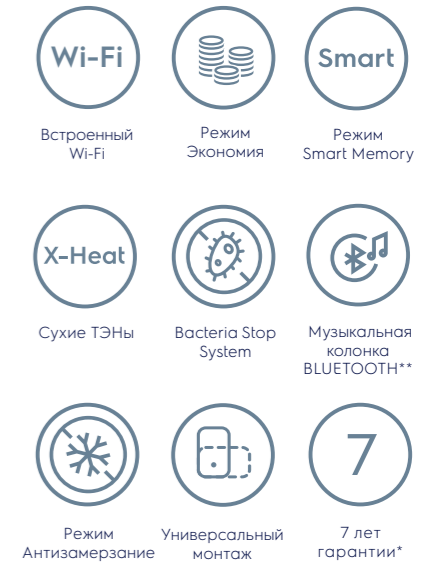 Wi-Fi
Smart
Встроенный
Wi-Fi
Режим
Экономия
Режим
Smart Memory
X-Heat
Сухие ТЭНы
Bacteria Stop
System
Музыкальная
колонка
BLUETOOTH**
7
Режим
Антизамерзание
Универсальный
монтаж
7 лет
гарантии*